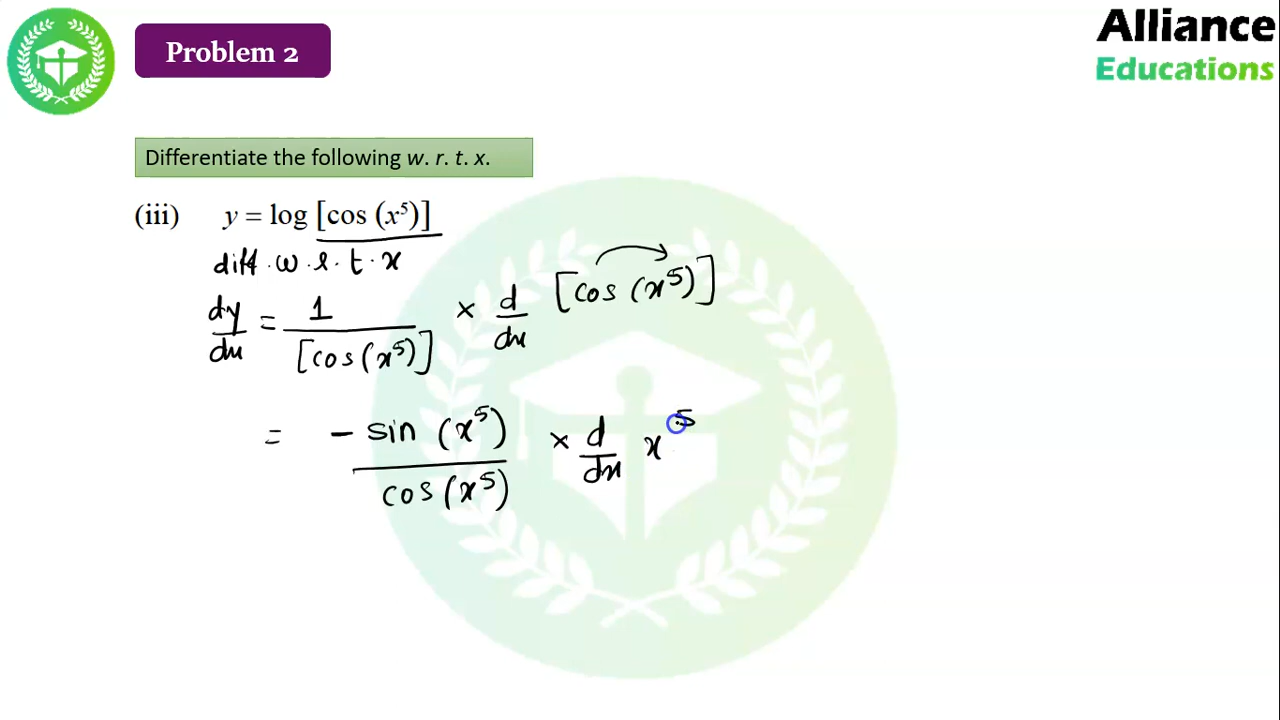 Problem 2
Alliance
Educations
Differentiate the following w. r. t. x.
(iii) y = log [cos (x⁵)]
diff. w. r. t. x
dy/dx = 1/[cos(x⁵)] × d/dx [cos (x⁵)]
= - sin (x⁵)/cos(x⁵) × d/dx x⁵